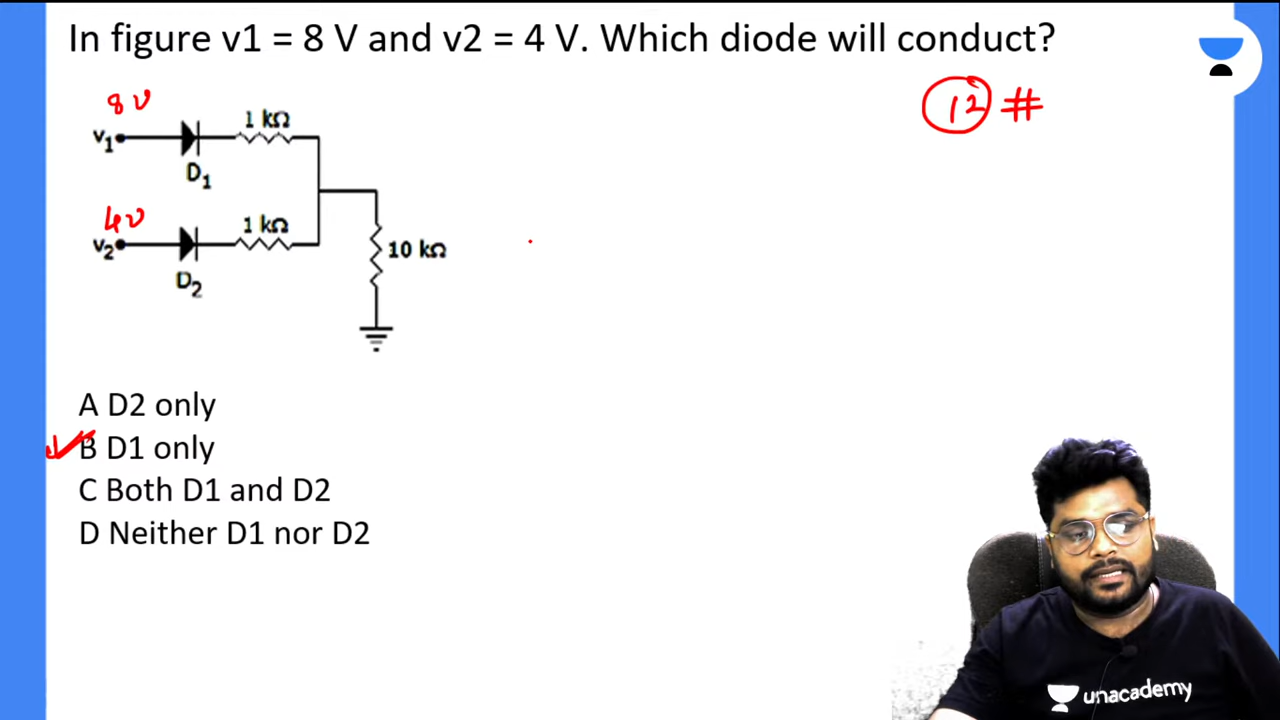 In figure v1 = 8 V and v2 = 4 V. Which diode will conduct?
12 #
8v
1 kΩ
v1
D1
4v
1 kΩ
v2
10 kΩ
D2
A D2 only
B D1 only
C Both D1 and D2
D Neither D1 nor D2
unacademy